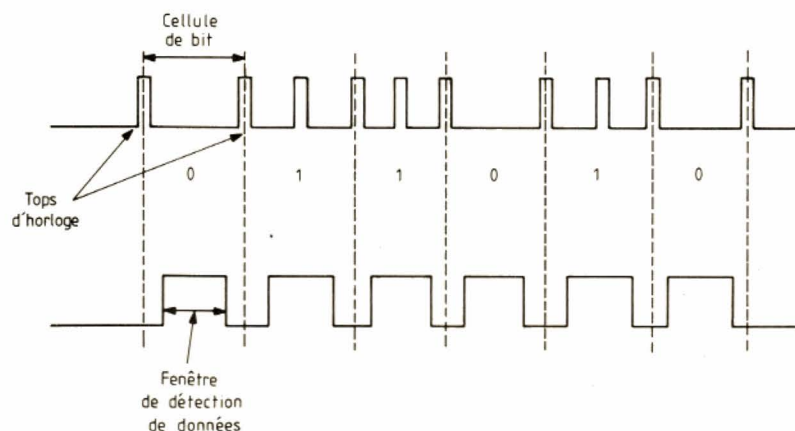 Cellule
de bit
0 1 1 0 1 0
Tops
d'horloge
Fenêtre
de détection
de données